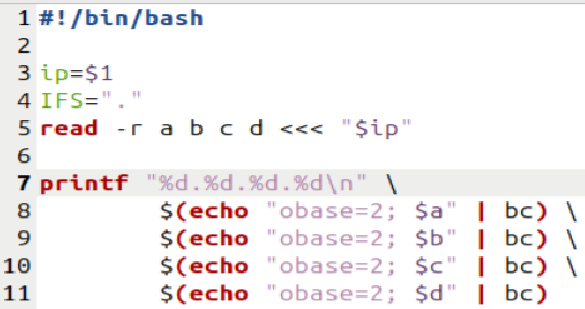 1 #!/bin/bash
2
3 ip=$1
4 IFS="."
5 read -r a b c d <<< "$ip"
6
7 printf "%d.%d.%d.%d\n" \
8         $(echo "obase=2; $a" | bc) \
9         $(echo "obase=2; $b" | bc) \
10         $(echo "obase=2; $c" | bc) \
11         $(echo "obase=2; $d" | bc)